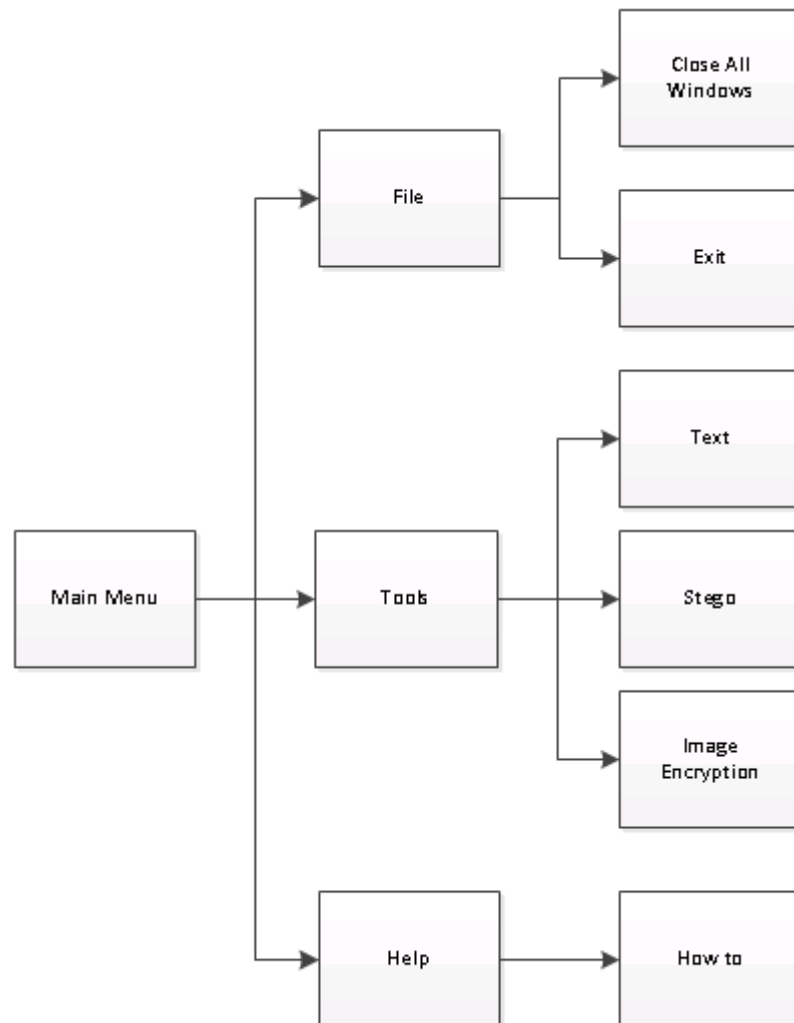 Close All
Windows
File
Exit
Text
Main Menu
Tools
Stego
Image
Encryption
Help
How to